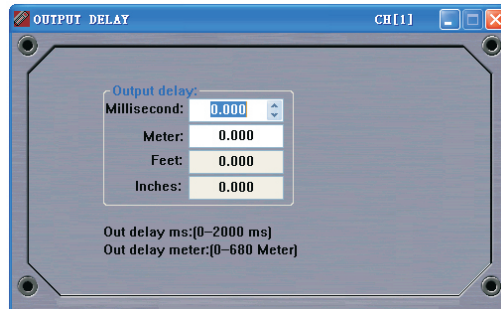 OUTPUT DELAY CH[1]
Output delay:
Millisecond: 0.000
Meter: 0.000
Feet: 0.000
Inches: 0.000
Out delay ms:(0-2000 ms)
Out delay meter:(0-680 Meter)